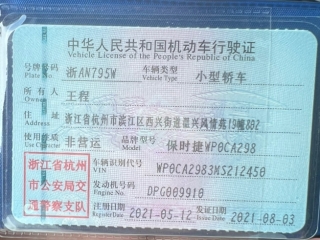 中华人民共和国机动车行驶证
Vehicle License of the People's Republic of China
号牌号码 浙AN795W 车辆类型 小型轿车
Plate No. Vehicle Type
所有人 王程
Owner
住址 浙江省杭州市滨江区西兴街道最兴风情苑19幢802
Address
使用性质 非营运 品牌型号 保时捷WP0CA298
Use Character Model
浙江省杭州
市公安局交
通警察支队
车辆识别代号 WP0CA2983MS212450
VIN
发动机号码 DPG009910
Engine No.
注册日期 2021-05-12 发证日期 2021-08-03
Register Date Issue Date